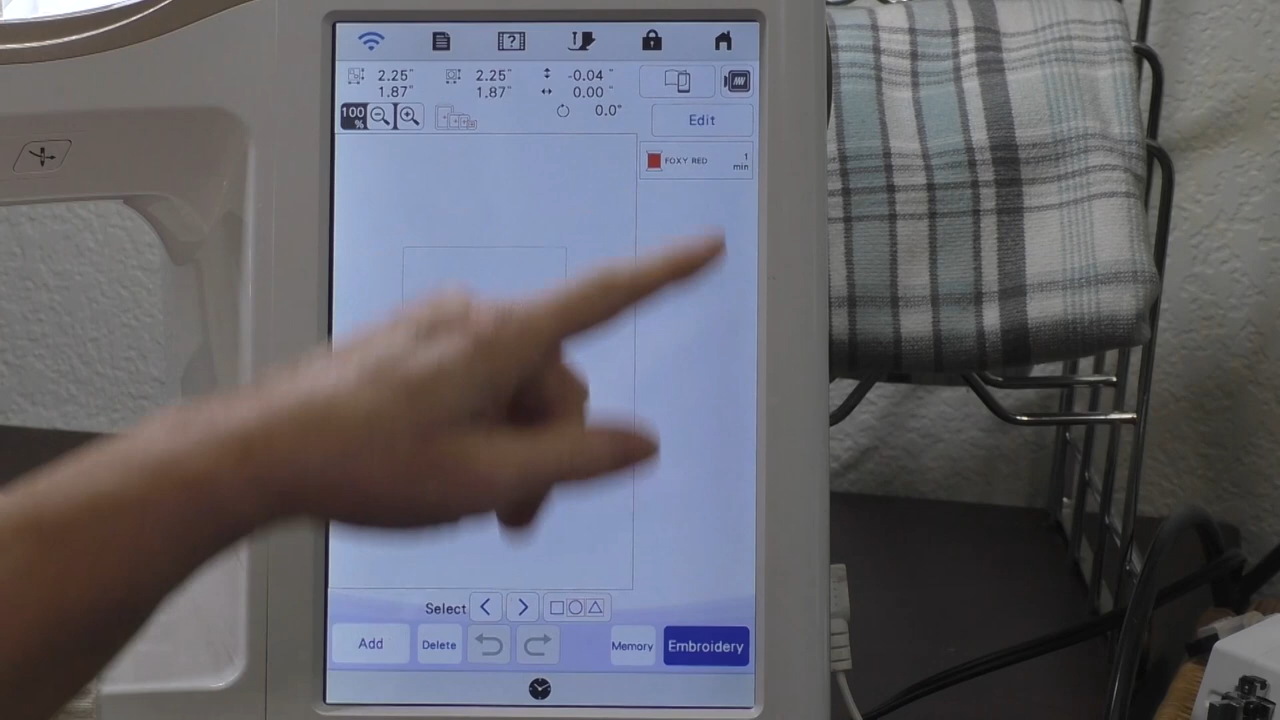 2.25" 2.25" -0.04 "
1.87" 1.87" 0.00 "
0.0°
100 %
Edit
FOXY RED 1 min
Select
Add Delete Memory Embroidery